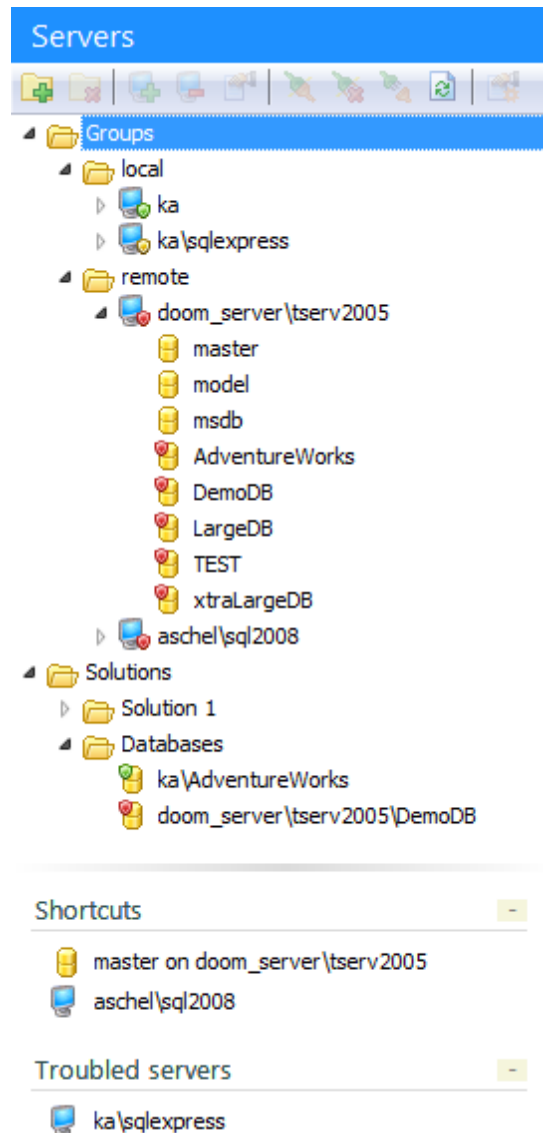 Servers
Groups
local
ka
ka\sqlexpress
remote
doom_server\tserv2005
master
model
msdb
AdventureWorks
DemoDB
LargeDB
TEST
xtraLargeDB
aschel\sql2008
Solutions
Solution 1
Databases
ka\AdventureWorks
doom_server\tserv2005\DemoDB
Shortcuts -
master on doom_server\tserv2005
aschel\sql2008
Troubled servers -
ka\sqlexpress